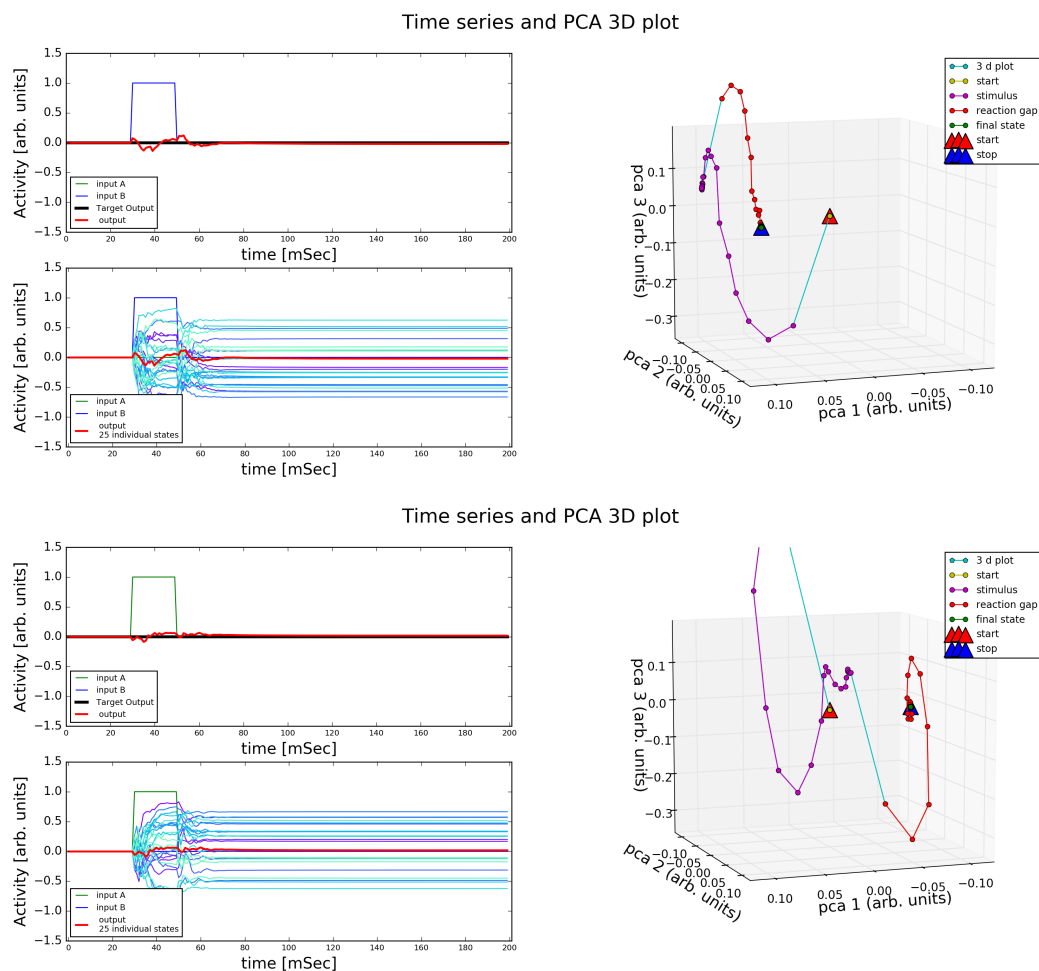 Time series and PCA 3D plot
1.5
1.0
0.5
0.0
−0.5
−1.0
−1.5
Activity [arb. units]
input A
input B
Target Output
output
0 20 40 60 80 100 120 140 160 180 200
time [mSec]
1.5
1.0
0.5
0.0
−0.5
−1.0
−1.5
Activity [arb. units]
input A
input B
output
25 individual states
0 20 40 60 80 100 120 140 160 180 200
time [mSec]
3 d plot
start
stimulus
reaction gap
final state
start
stop
0.1
0.0
−0.1
−0.2
−0.3
pca 3 (arb. units)
−0.10
−0.05
0.00
0.05
0.10
pca 2 (arb. units)
0.10 0.05 0.00 −0.05 −0.10
pca 1 (arb. units)
Time series and PCA 3D plot
1.5
1.0
0.5
0.0
−0.5
−1.0
−1.5
Activity [arb. units]
input A
input B
Target Output
output
0 20 40 60 80 100 120 140 160 180 200
time [mSec]
1.5
1.0
0.5
0.0
−0.5
−1.0
−1.5
Activity [arb. units]
input A
input B
output
25 individual states
0 20 40 60 80 100 120 140 160 180 200
time [mSec]
3 d plot
start
stimulus
reaction gap
final state
start
stop
0.1
0.0
−0.1
−0.2
−0.3
pca 3 (arb. units)
−0.10
−0.05
0.00
0.05
0.10
pca 2 (arb. units)
0.10 0.05 0.00 −0.05 −0.10
pca 1 (arb. units)